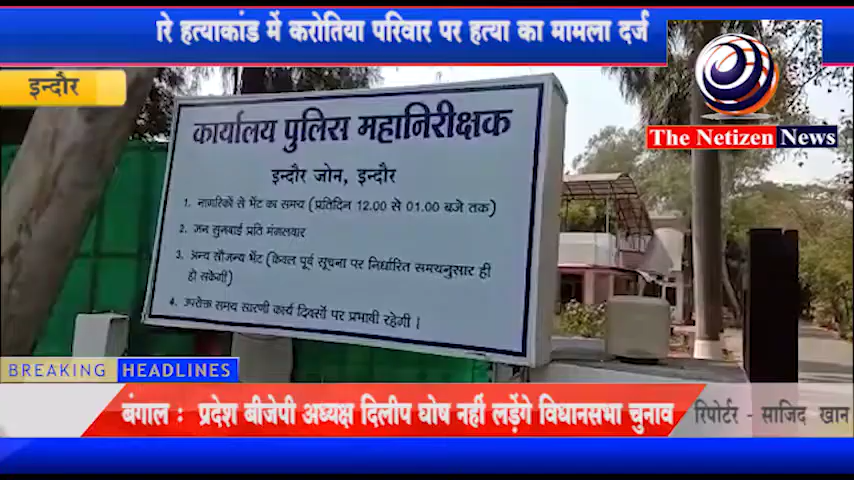 रे हत्याकांड में करोतिया परिवार पर हत्या का मामला दर्ज
इन्दौर
The Netizen News
कार्यालय पुलिस महानिरीक्षक
इन्दौर जोन, इन्दौर
1. नागरिकों से भेंट का समय (प्रतिदिन 12.00 से 01.00 बजे तक)
2. जन सुनवाई प्रति मंगलवार
3. अन्य सौजन्य भेंट (केवल पूर्व सूचना पर निर्धारित समयनुसार ही
हो सकेगी)
4. उपरोक्त समय सारणी कार्य दिवसों पर प्रभावी रहेगी।
BREAKING HEADLINES
बंगाल : प्रदेश बीजेपी अध्यक्ष दिलीप घोष नहीं लड़ेंगे विधानसभा चुनाव
रिपोर्टर - साजिद खान